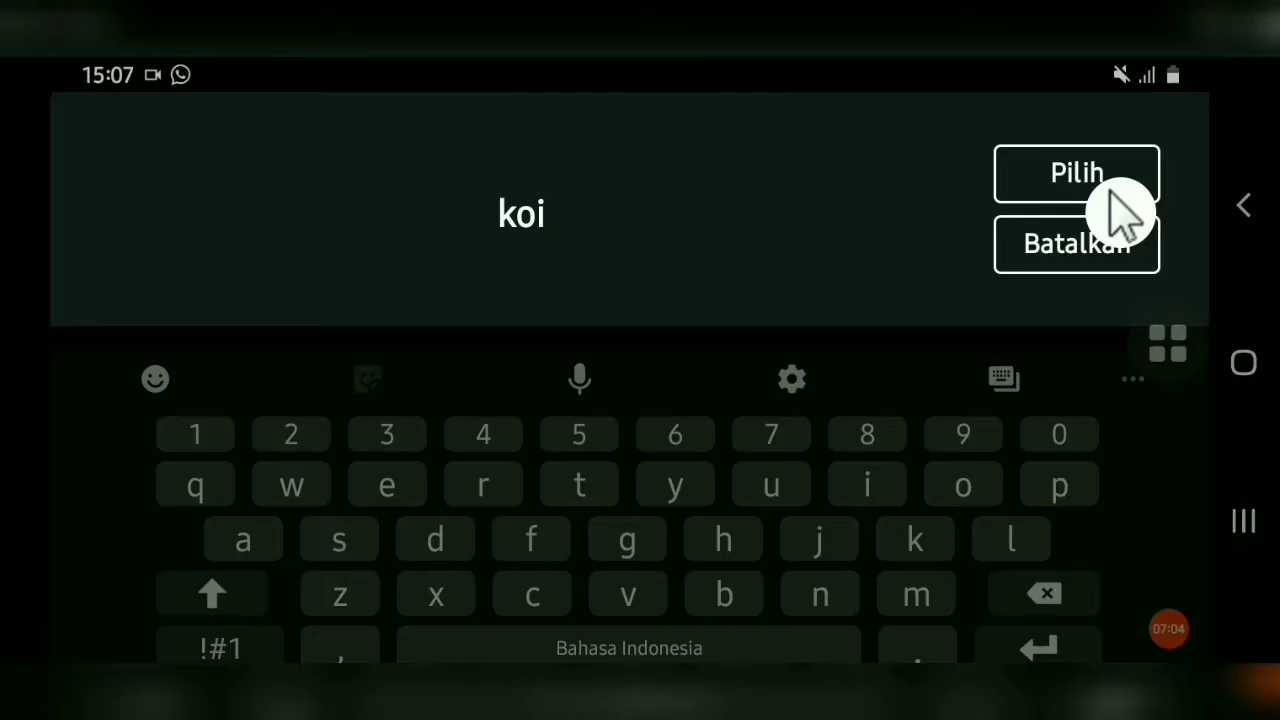 15:07
Pilih
koi
Batalkan
1 2 3 4 5 6 7 8 9 0
q w e r t y u i o p
a s d f g h j k l
z x c v b n m
!#1 , Bahasa Indonesia .
07:04